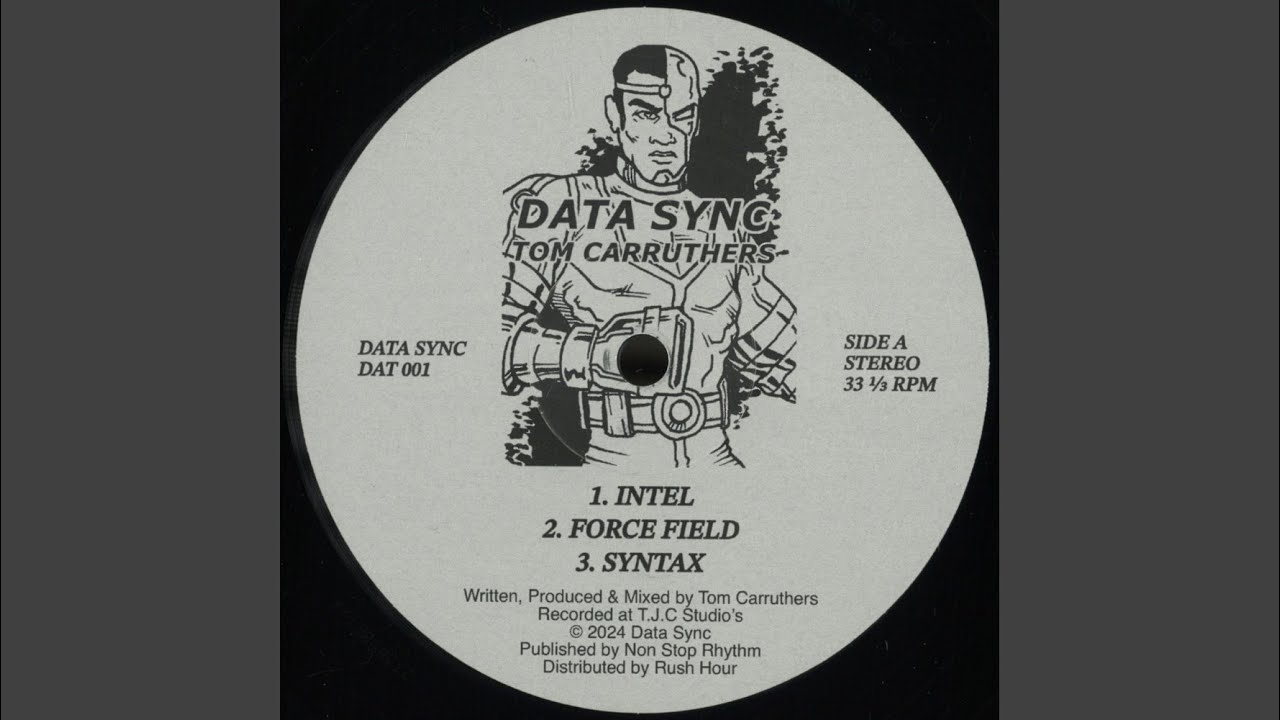 DATA SYNC
TOM CARRUTHERS
DATA SYNC
DAT 001
SIDE A
STEREO
33 ⅓ RPM
1. INTEL
2. FORCE FIELD
3. SYNTAX
Written, Produced & Mixed by Tom Carruthers
Recorded at T.J.C Studio's
© 2024 Data Sync
Published by Non Stop Rhythm
Distributed by Rush Hour